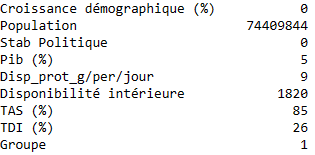 Croissance démographique (%) 0
Population 74409844
Stab Politique 0
Pib (%) 5
Disp_prot_g/per/jour 9
Disponibilité intérieure 1820
TAS (%) 85
TDI (%) 26
Groupe 1